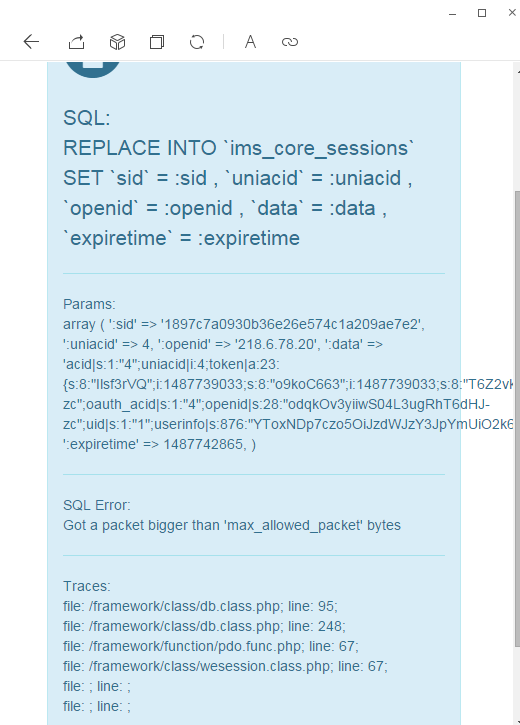 A
SQL:
REPLACE INTO `ims_core_sessions`
SET `sid` = :sid , `uniacid` = :uniacid ,
`openid` = :openid , `data` = :data ,
`expiretime` = :expiretime
Params:
array ( ':sid' => '1897c7a0930b36e26e574c1a209ae7e2',
':uniacid' => 4, ':openid' => '218.6.78.20', ':data' =>
'acid|s:1:"4";uniacid|i:4;token|a:23:
{s:8:"Ilsf3rVQ";i:1487739033;s:8:"o9koC663";i:1487739033;s:8:"T6Z2vk
zc";oauth_acid|s:1:"4";openid|s:28:"odqkOv3yiiwS04L3ugRhT6dHJ-
zc";uid|s:1:"1";userinfo|s:876:"YToxNDp7czo5OiJzdWJzY3JpYmUiO2k6
':expiretime' => 1487742865, )
SQL Error:
Got a packet bigger than 'max_allowed_packet' bytes
Traces:
file: /framework/class/db.class.php; line: 95;
file: /framework/class/db.class.php; line: 248;
file: /framework/function/pdo.func.php; line: 67;
file: /framework/class/wesession.class.php; line: 67;
file: ; line: ;
file: ; line: ;